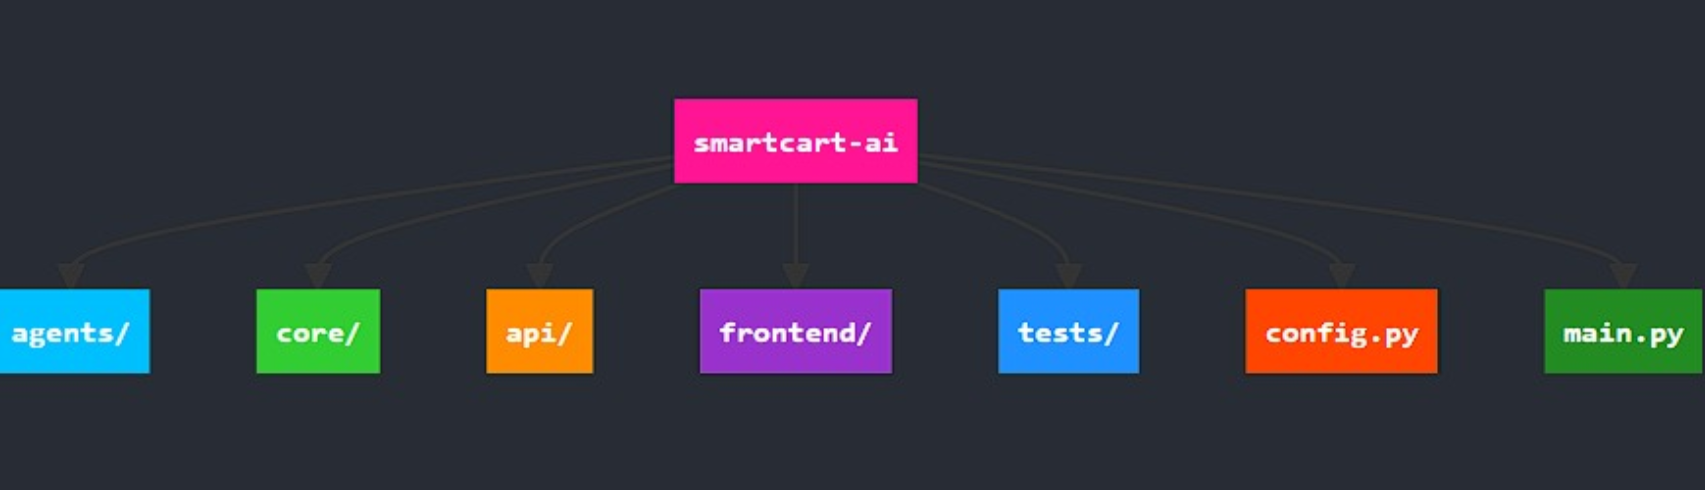 smartcart-ai
agents/
core/
api/
frontend/
tests/
config.py
main.py